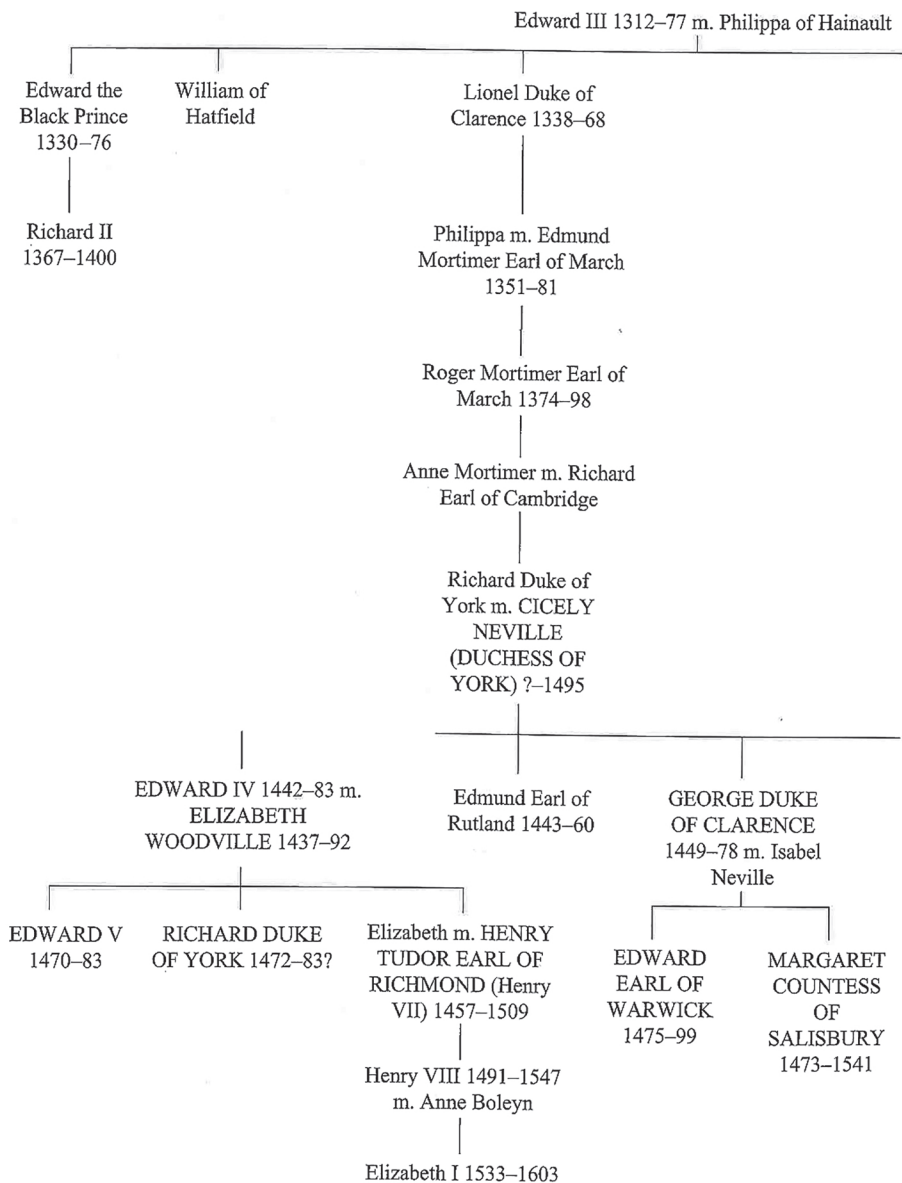 Edward III 1312–77 m. Philippa of Hainault
Edward the
Black Prince
1330–76
William of
Hatfield
Lionel Duke of
Clarence 1338–68
Richard II
1367–1400
Philippa m. Edmund
Mortimer Earl of March
1351–81
Roger Mortimer Earl of
March 1374–98
Anne Mortimer m. Richard
Earl of Cambridge
Richard Duke of
York m. CICELY
NEVILLE
(DUCHESS OF
YORK) ?–1495
EDWARD IV 1442–83 m.
ELIZABETH
WOODVILLE 1437–92
Edmund Earl of
Rutland 1443–60
GEORGE DUKE
OF CLARENCE
1449–78 m. Isabel
Neville
EDWARD V
1470–83
RICHARD DUKE
OF YORK 1472–83?
Elizabeth m. HENRY
TUDOR EARL OF
RICHMOND (Henry
VII) 1457–1509
EDWARD
EARL OF
WARWICK
1475–99
MARGARET
COUNTESS
OF
SALISBURY
1473–1541
Henry VIII 1491–1547
m. Anne Boleyn
Elizabeth I 1533–1603